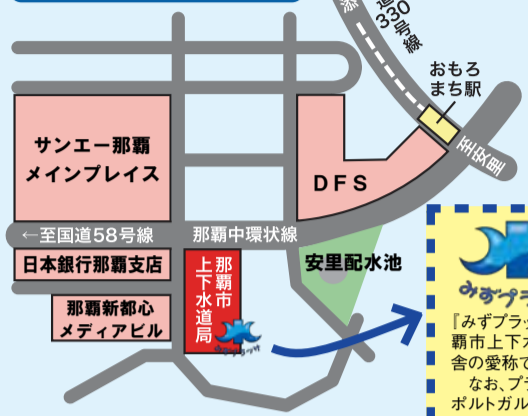 330号線
おもろ
まち駅
至安里
サンエー那覇
メインプレイス
DFS
←至国道58号線
那覇中環状線
日本銀行那覇支店
那覇市
上下水道局
安里配水池
那覇新都心
メディアビル
みずプラ
『みずプラッ
覇市上下水
舎の愛称で
なお、プラ
ポルトガル